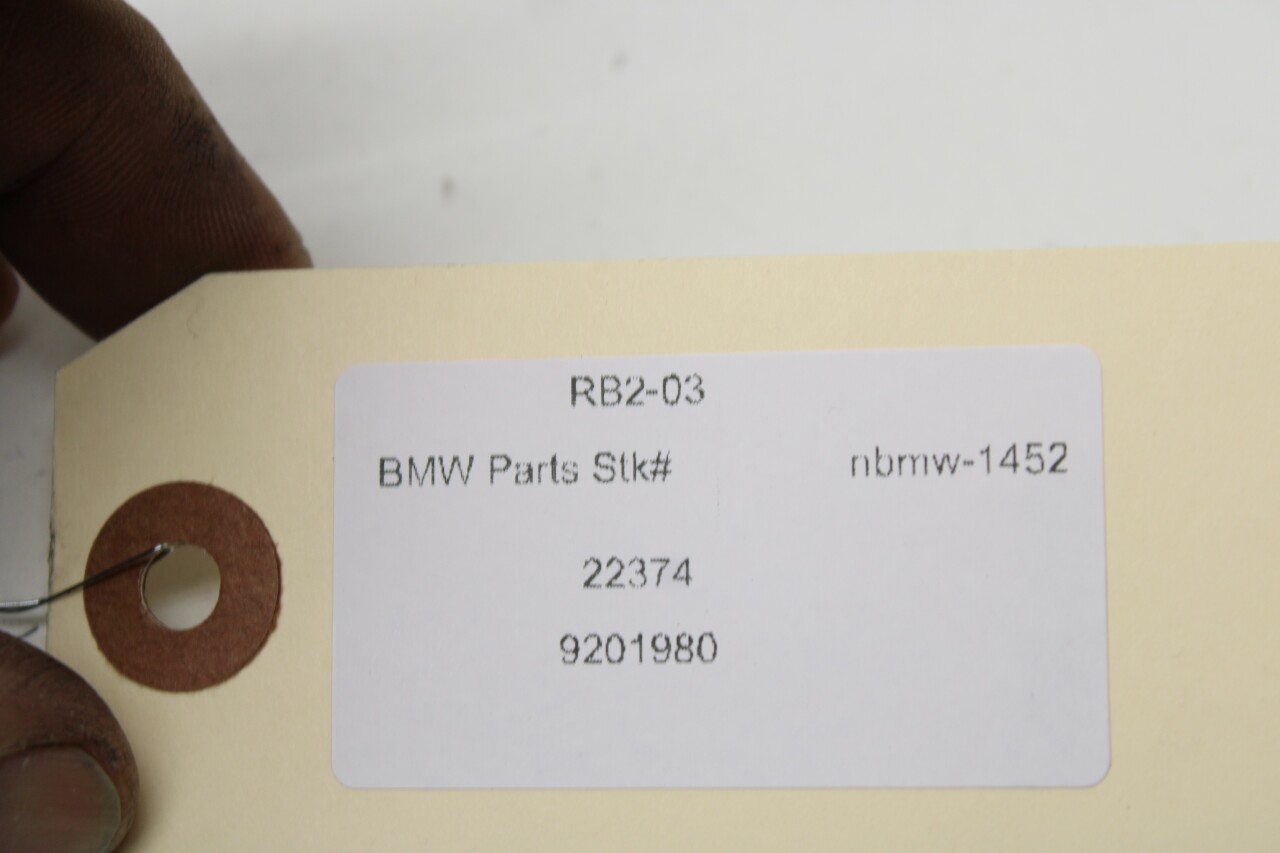 RB2-03
BMW Parts Stk# nbmw-1452
22374
9201980